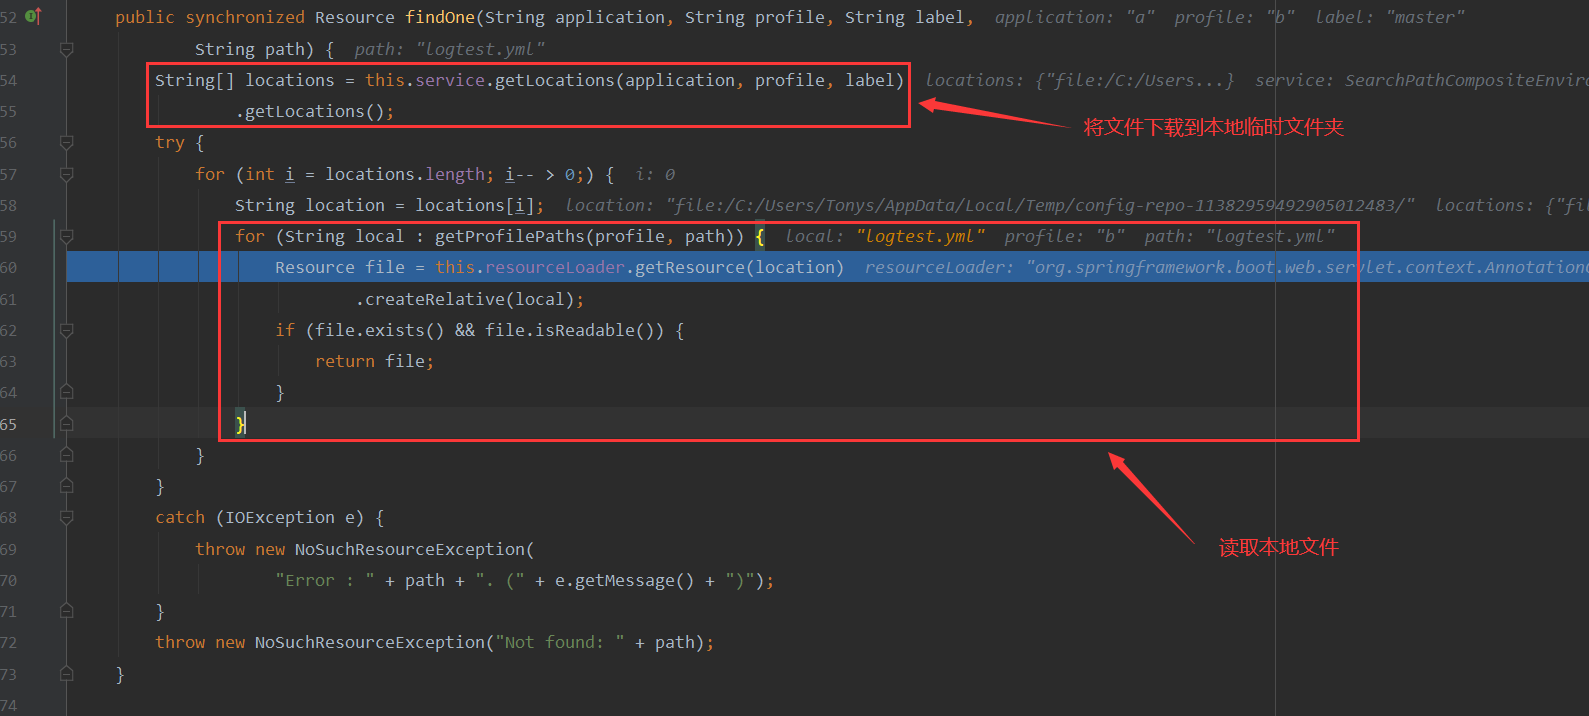 52 public synchronized Resource findOne(String application, String profile, String label, application: "a" profile: "b" label: "master"
53 String path) { path: "logtest.yml"
54 String[] locations = this.service.getLocations(application, profile, label) locations: {"file:/C:/Users...} service: SearchPathCompositeEnviro
55 .getLocations();
将文件下载到本地临时文件夹
56 try {
57 for (int i = locations.length; i-- > 0;) { i: 0
58 String location = locations[i]; location: "file:/C:/Users/Tonys/AppData/Local/Temp/config-repo-11382959492905012483/" locations: {"fil
59 for (String local : getProfilePaths(profile, path)) { local: "logtest.yml" profile: "b" path: "logtest.yml"
60 Resource file = this.resourceLoader.getResource(location) resourceLoader: "org.springframework.boot.web.servlet.context.Annotation
61 .createRelative(local);
62 if (file.exists() && file.isReadable()) {
63 return file;
64 }
65 }
66 }
67 }
68 catch (IOException e) {
69 throw new NoSuchResourceException(
读取本地文件
70 "Error : " + path + ". (" + e.getMessage() + ")");
71 }
72 throw new NoSuchResourceException("Not found: " + path);
73 }
74